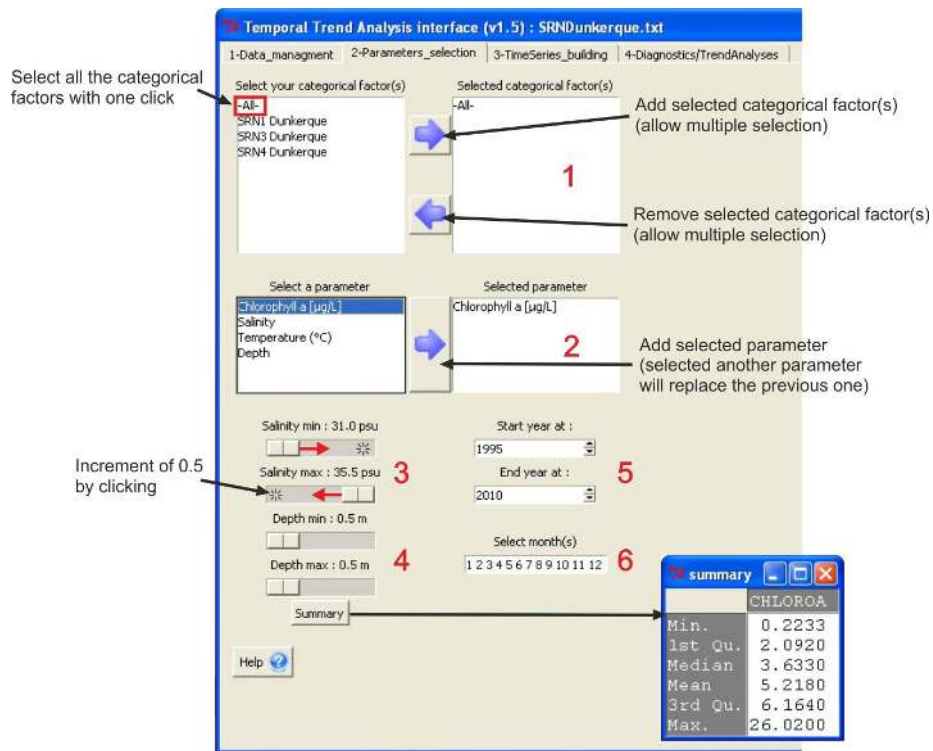 Temporal Trend Analysis interface (v1.5) : SRNDunkerque.txt
1-Data_managment 2-Parameters_selection 3-TimeSeries_building 4-Diagnostics/TrendAnalyses
Select all the categorical
factors with one click
Select your categorical factor(s)
-All-
SRN1 Dunkerque
SRN3 Dunkerque
SRN4 Dunkerque
Selected categorical factor(s)
-All-
1
Add selected categorical factor(s)
(allow multiple selection)
Remove selected categorical factor(s)
(allow multiple selection)
Select a parameter
Chlorophyll a [µg/L]
Salinity
Temperature (°C)
Depth
Selected parameter
Chlorophyll a [µg/L]
2
Add selected parameter
(selected another parameter
will replace the previous one)
Salinity min : 31.0 psu
Salinity max : 35.5 psu
3
Increment of 0.5
by clicking
Depth min : 0.5 m
Depth max : 0.5 m
4
Summary
Start year at :
1995
End year at :
2010
5
Select month(s)
1 2 3 4 5 6 7 8 9 10 11 12
6
Help
summary
CHLOROA
Min. 0.2233
1st Qu. 2.0920
Median 3.6330
Mean 5.2180
3rd Qu. 6.1640
Max. 26.0200